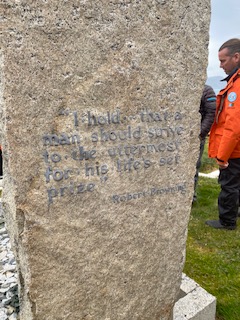 "I hold... that a
man should strive
to the uttermost
for his life's set
prize"
Robert Browning